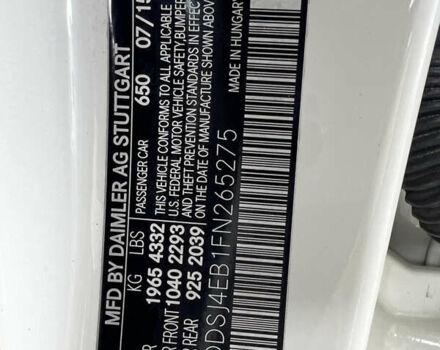 MFD BY DAIMLER AG STUTTGART
KG LBS PASSENGER CAR 650 07/15
1965 4332 THIS VEHICLE CONFORMS TO ALL APPLICABLE
FRONT 1040 2293 U.S. FEDERAL MOTOR VEHICLE SAFETY, BUMPER
REAR 925 2039 AND THEFT PREVENTION STANDARDS IN
ON THE DATE OF MANUFACTURE SHOWN ABOVE
DDSJ4EB1FN265275
MADE IN HUNGARY